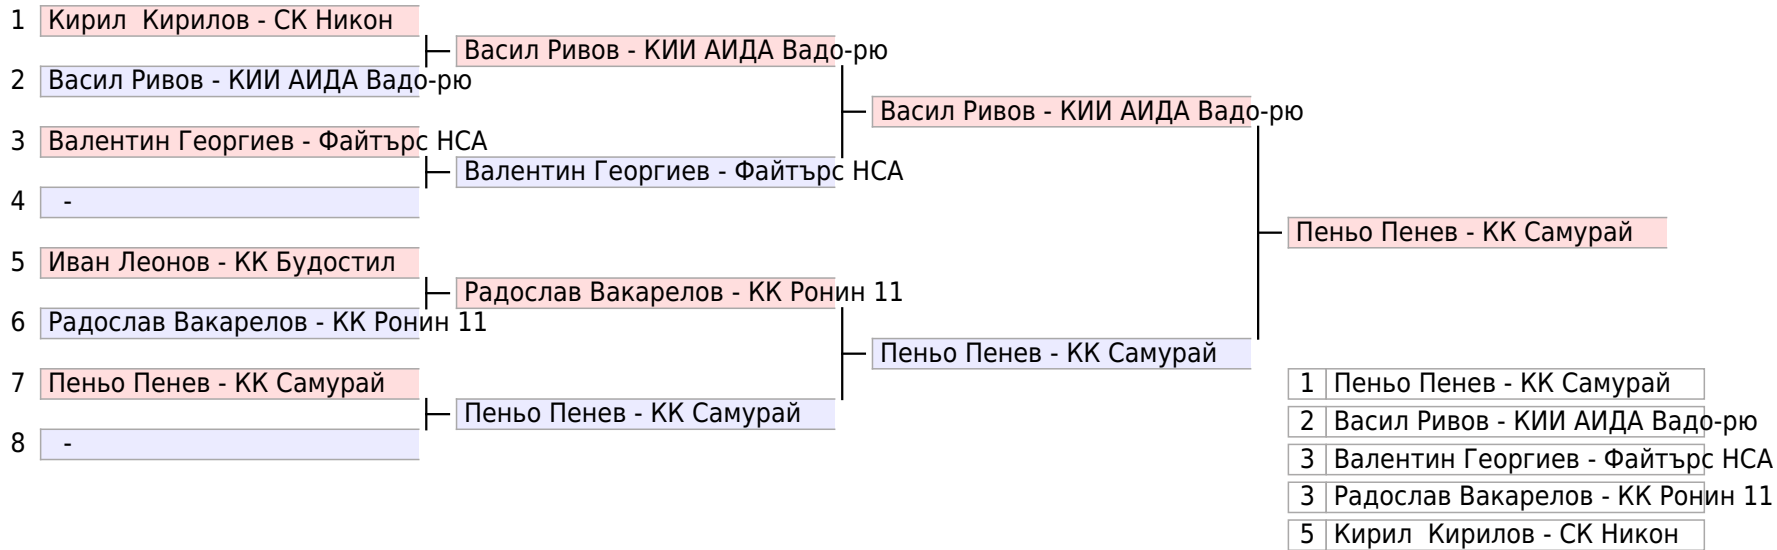 1 Кирил  Кирилов - СК Никон
2 Васил Ривов - КИИ АИДА Вадо-рю
3 Валентин Георгиев - Файтърс НСА
4 -
5 Иван Леонов - КК Будостил
6 Радослав Вакарелов - КК Ронин 11
7 Пеньо Пенев - КК Самурай
8 -
Васил Ривов - КИИ АИДА Вадо-рю
Валентин Георгиев - Файтърс НСА
Радослав Вакарелов - КК Ронин 11
Пеньо Пенев - КК Самурай
Васил Ривов - КИИ АИДА Вадо-рю
Пеньо Пенев - КК Самурай
Пеньо Пенев - КК Самурай
1 Пеньо Пенев - КК Самурай
2 Васил Ривов - КИИ АИДА Вадо-рю
3 Валентин Георгиев - Файтърс НСА
3 Радослав Вакарелов - КК Ронин 11
5 Кирил  Кирилов - СК Никон